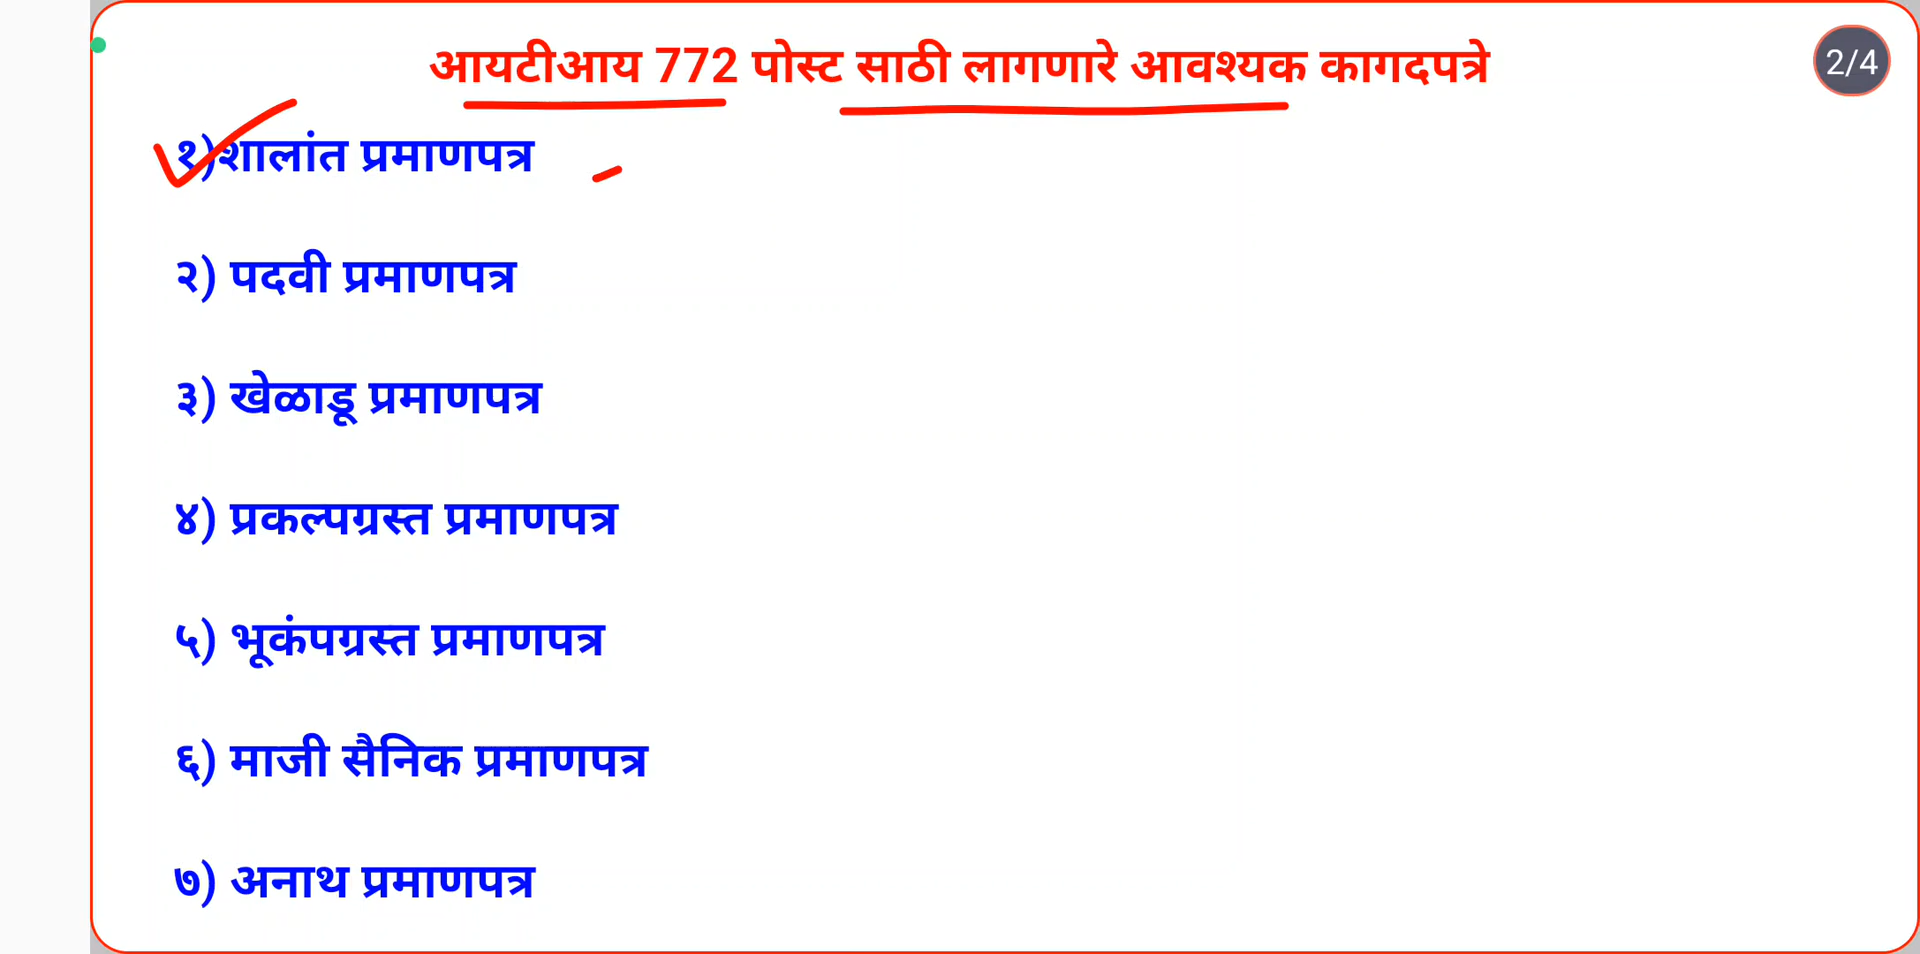 आयटीआय 772 पोस्ट साठी लागणारे आवश्यक कागदपत्रे
2/4
१)शालांत प्रमाणपत्र
२) पदवी प्रमाणपत्र
३) खेळाडू प्रमाणपत्र
४) प्रकल्पग्रस्त प्रमाणपत्र
५) भूकंपग्रस्त प्रमाणपत्र
६) माजी सैनिक प्रमाणपत्र
७) अनाथ प्रमाणपत्र